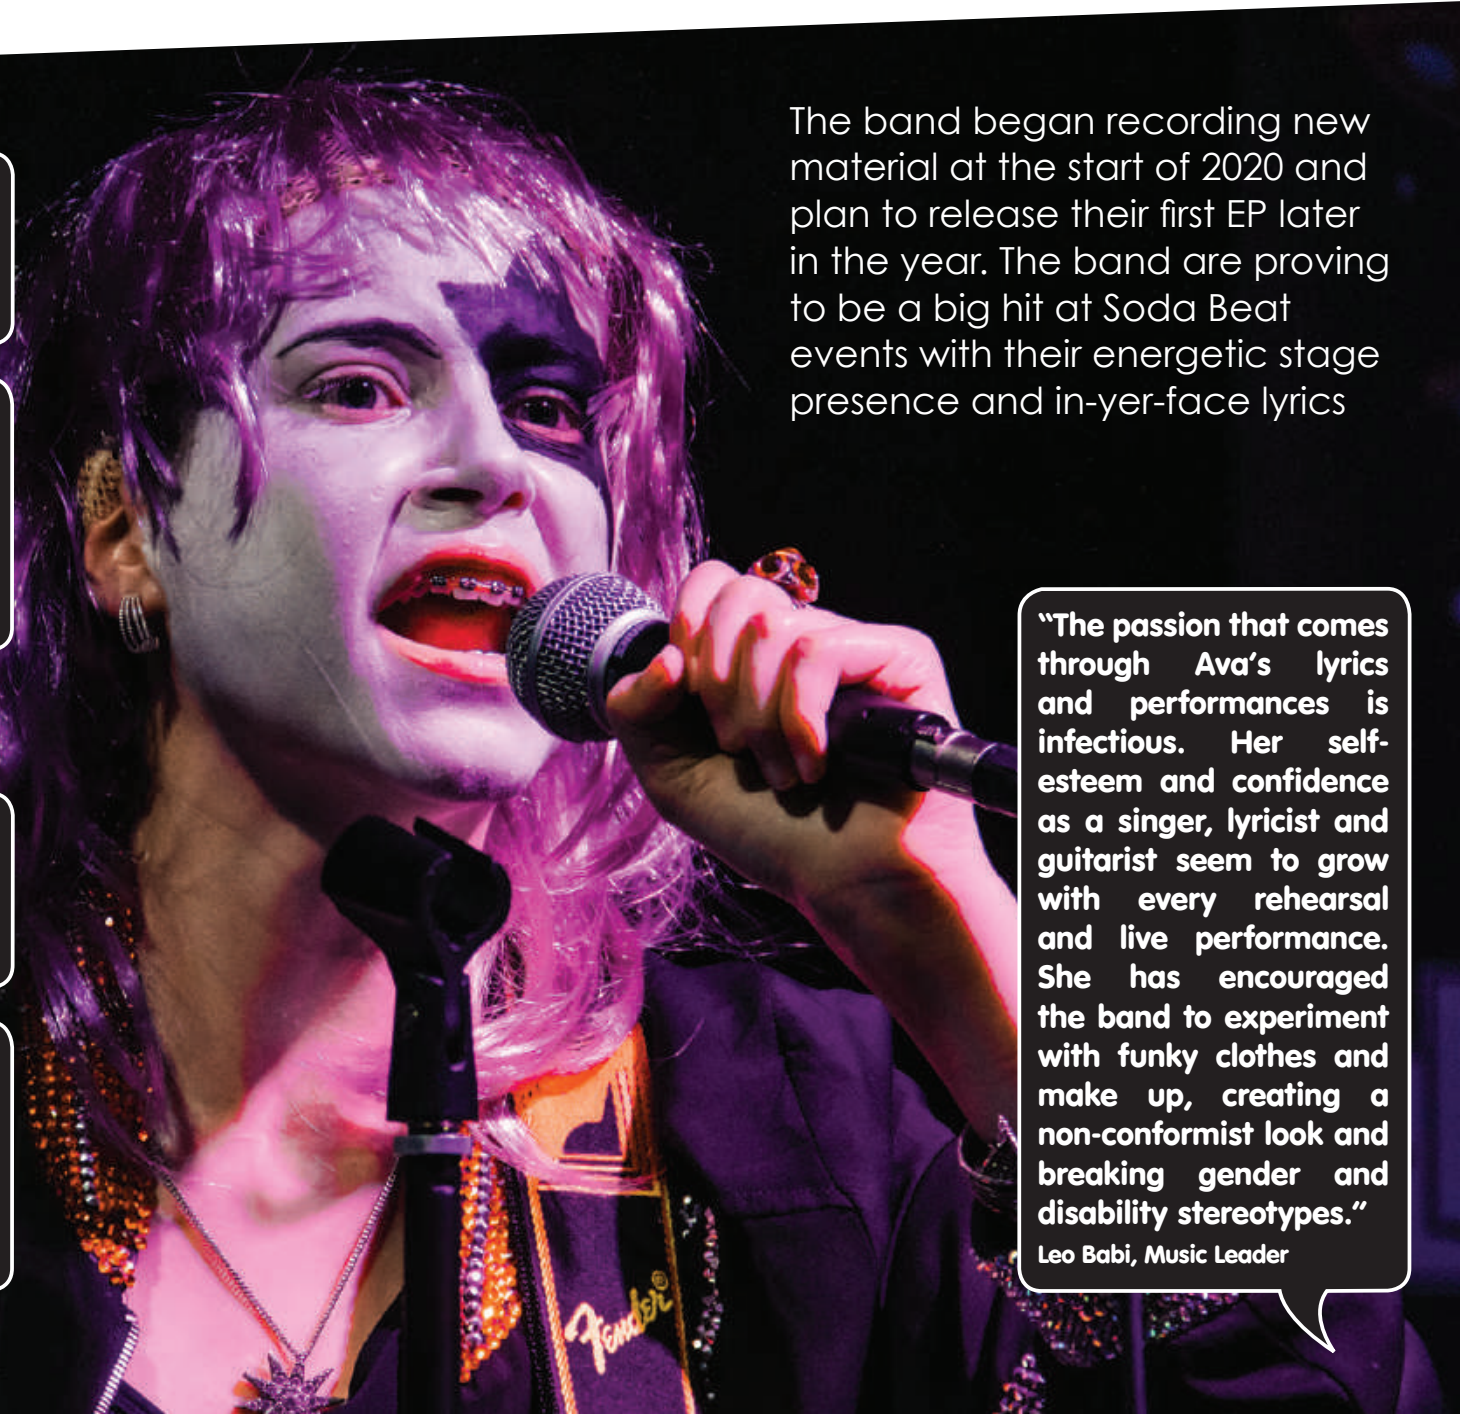 The band began recording new
material at the start of 2020 and
plan to release their first EP later
in the year. The band are proving
to be a big hit at Soda Beat
events with their energetic stage
presence and in-yer-face lyrics
“The passion that comes
through Ava’s lyrics
and performances is
infectious. Her self-
esteem and confidence
as a singer, lyricist and
guitarist seem to grow
with every rehearsal
and live performance.
She has encouraged
the band to experiment
with funky clothes and
make up, creating a
non-conformist look and
breaking gender and
disability stereotypes.”
Leo Babi, Music Leader
Fender®